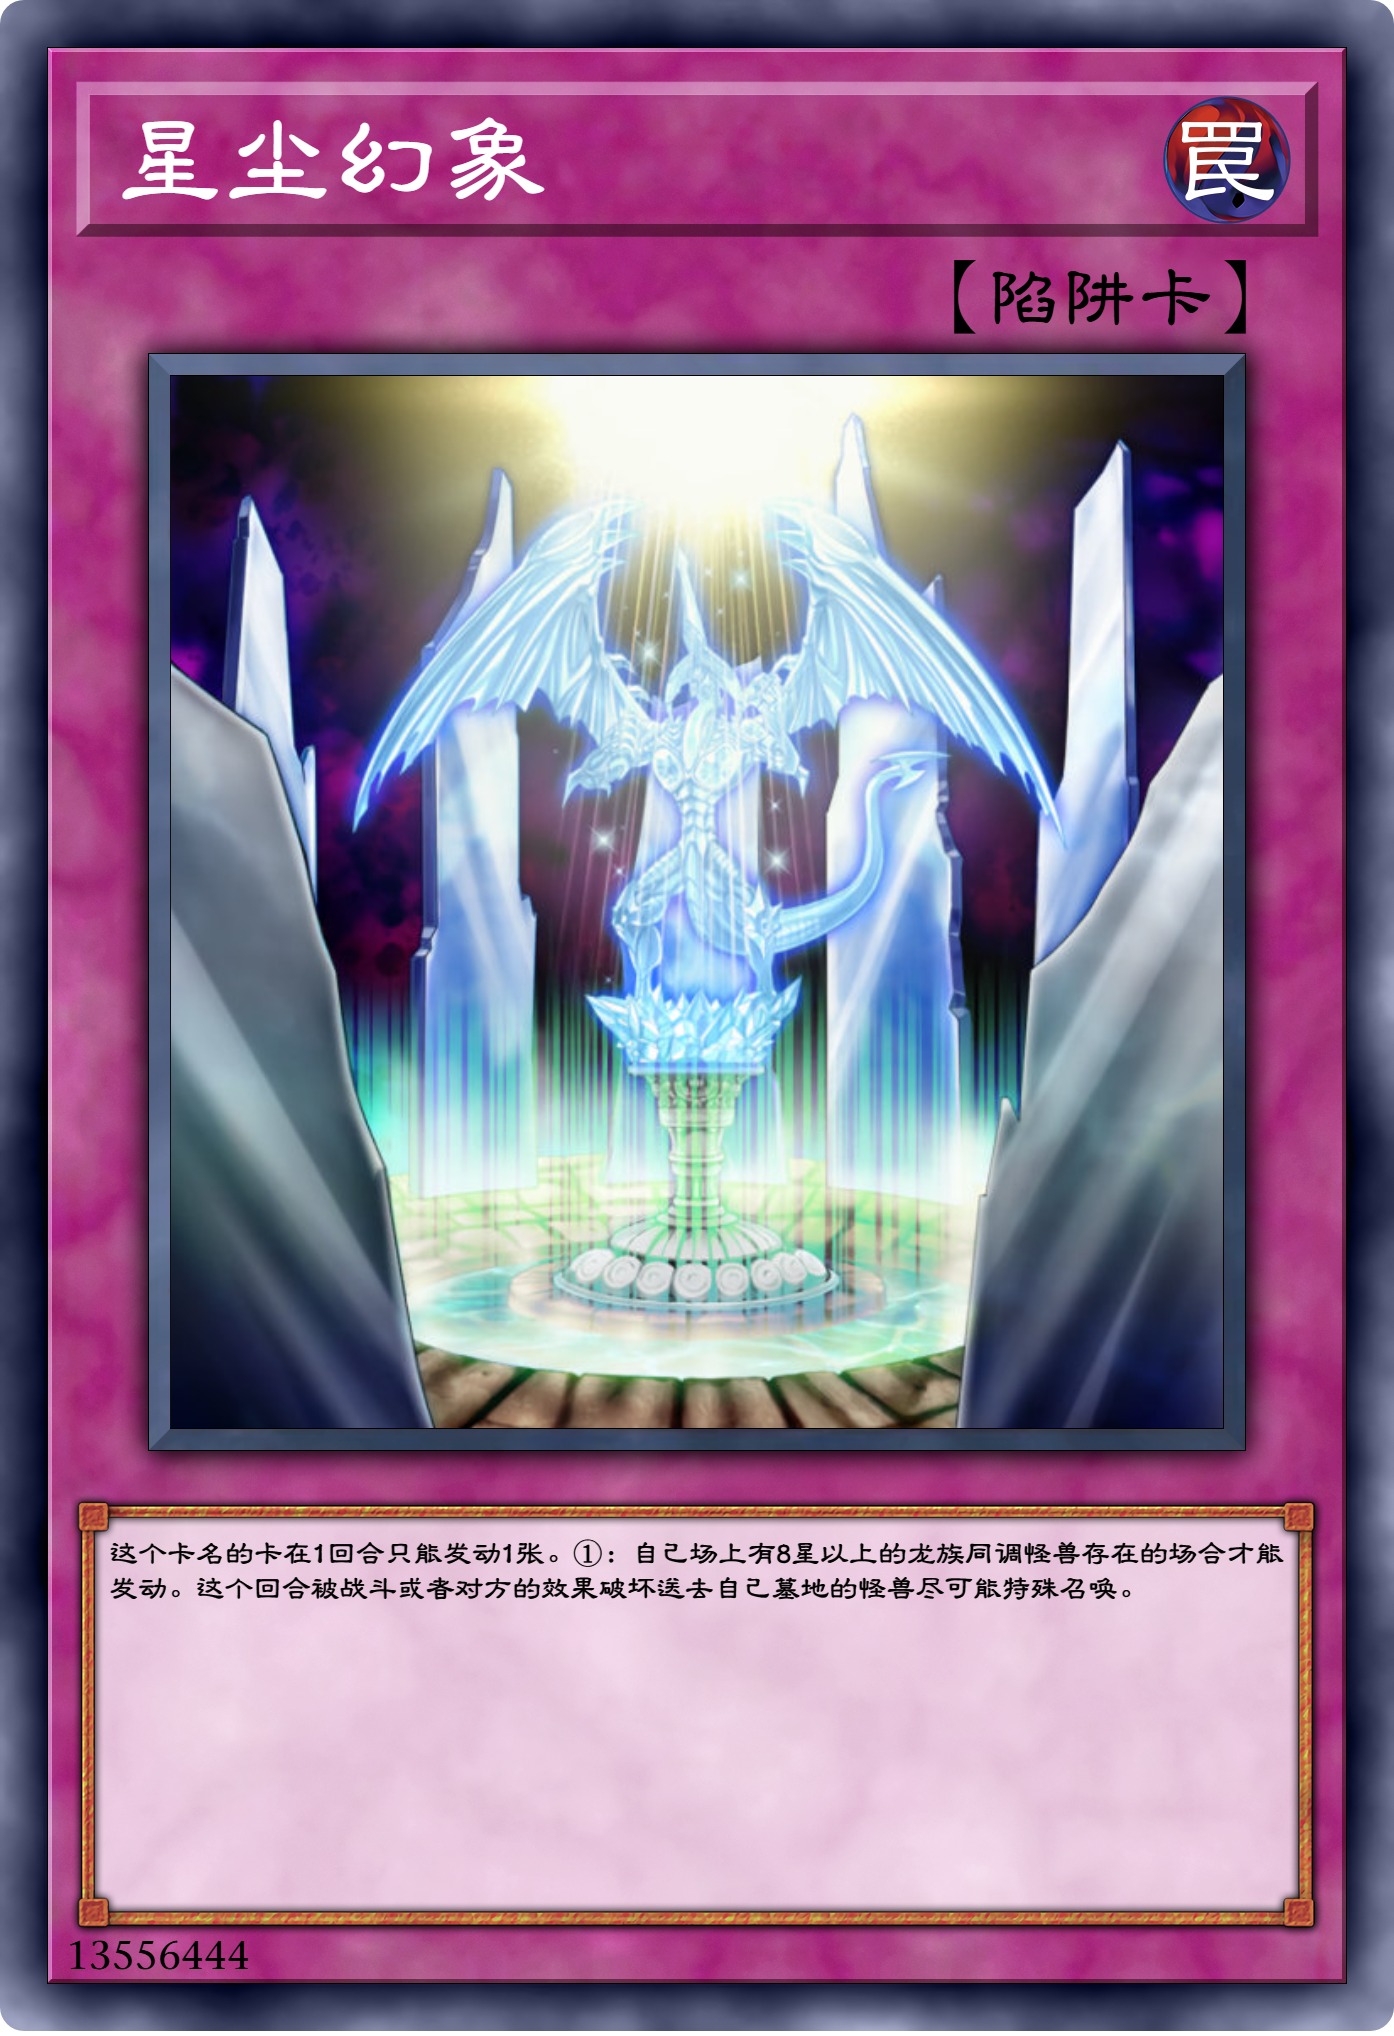 星尘幻象
罠
【陷阱卡】
这个卡名的卡在1回合只能发动1张。①：自己场上有8星以上的龙族同调怪兽存在的场合才能
发动。这个回合被战斗或者对方的效果破坏送去自己墓地的怪兽尽可能特殊召唤。
13556444